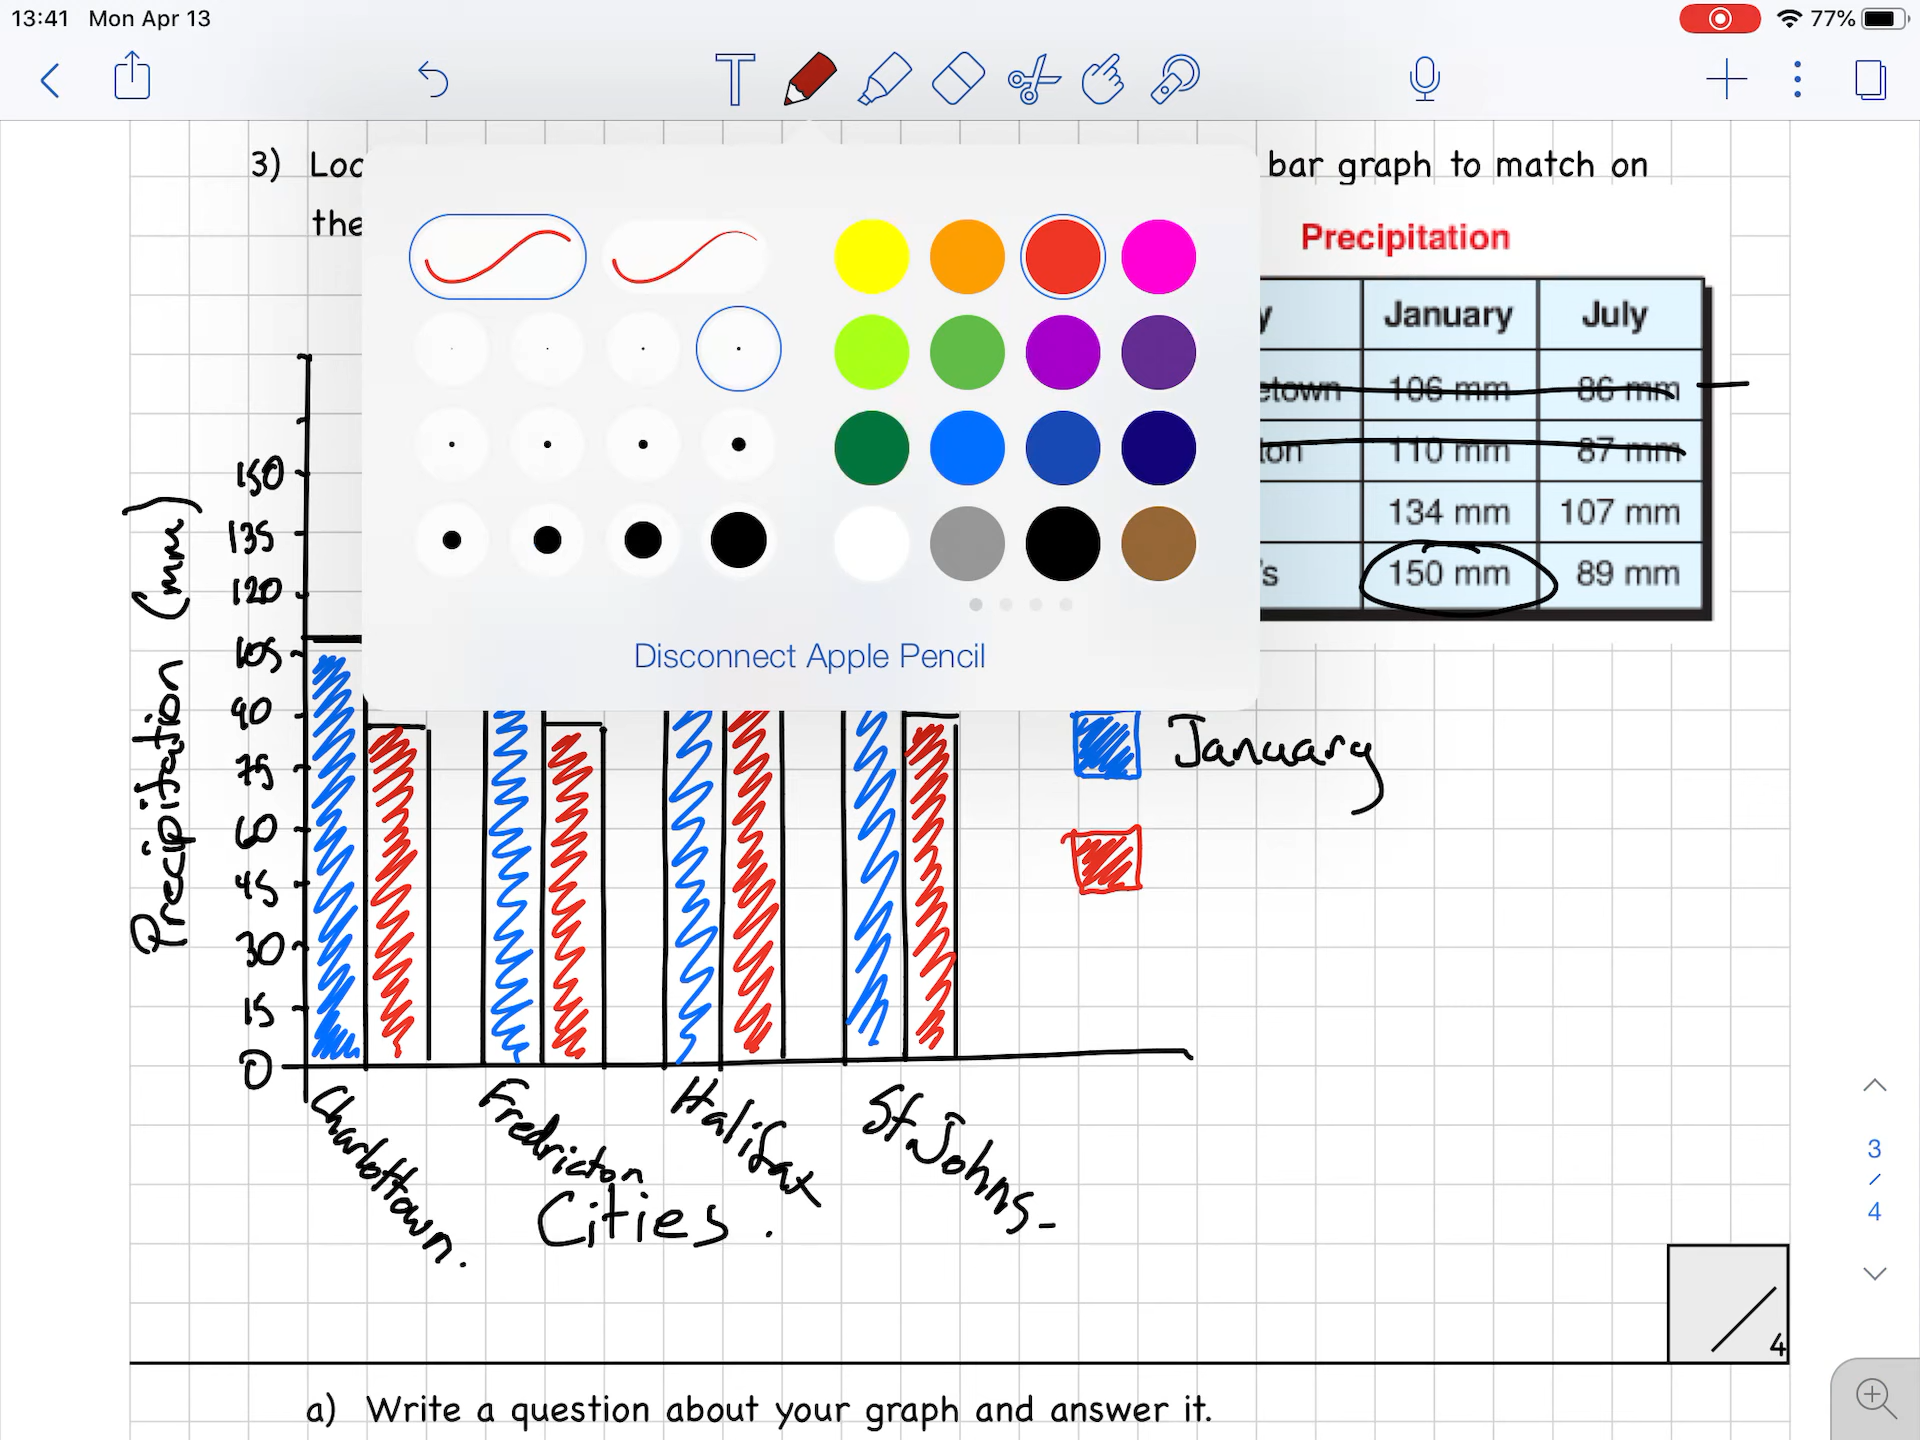 13:41 Mon Apr 13
77%
3) Loc
bar graph to match on
the
Precipitation
y January July
etown 106 mm 86 mm
ton 110 mm 87 mm
134 mm 107 mm
's 150 mm 89 mm
Disconnect Apple Pencil
Precipitation (mm)
150
135
120
105
90
75
60
45
30
15
0
January
Charlottown.
Fredricton
Halifax
St Johns-
Cities .
3
/
4
/4
a) Write a question about your graph and answer it.